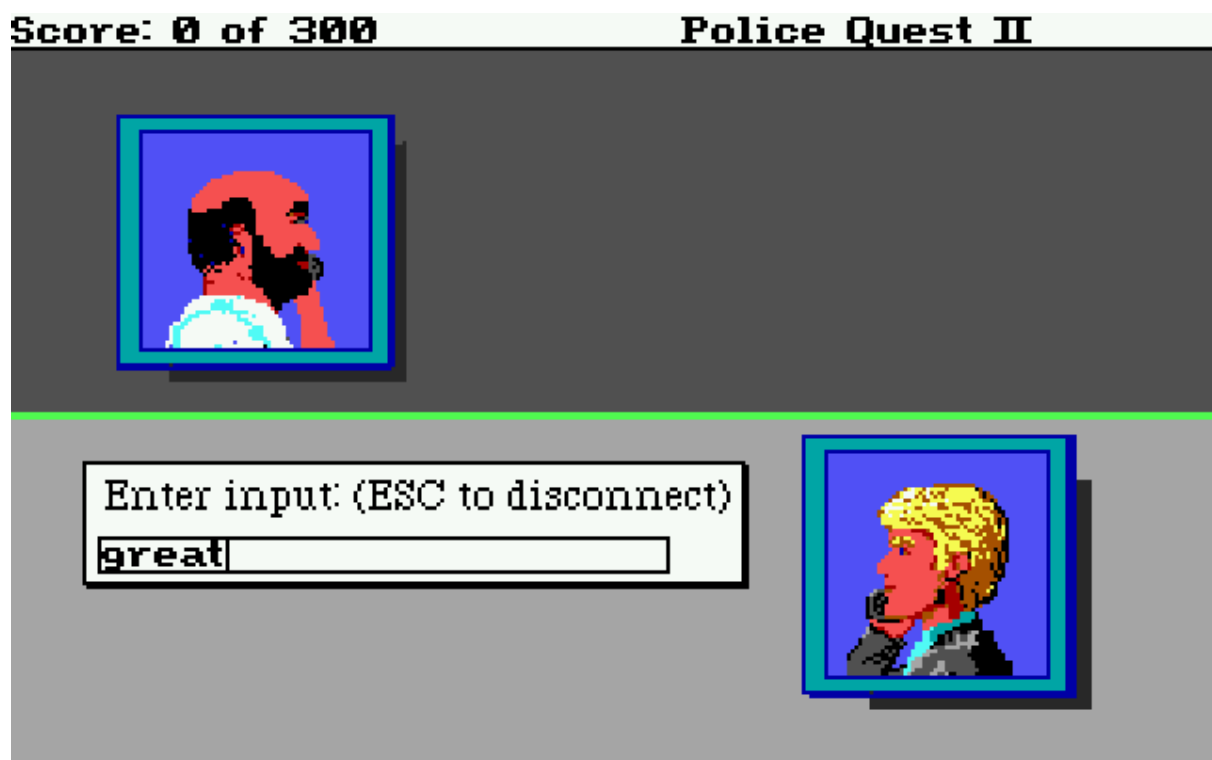 Score: 0 of 300 Police Quest II
Enter input: (ESC to disconnect)
great